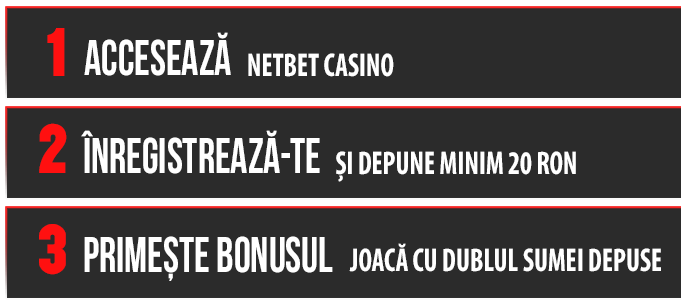 1 ACCESEAZĂ NETBET CASINO
2 ÎNREGISTREAZĂ-TE ȘI DEPUNE MINIM 20 RON
3 PRIMEȘTE BONUSUL JOACĂ CU DUBLUL SUMEI DEPUSE